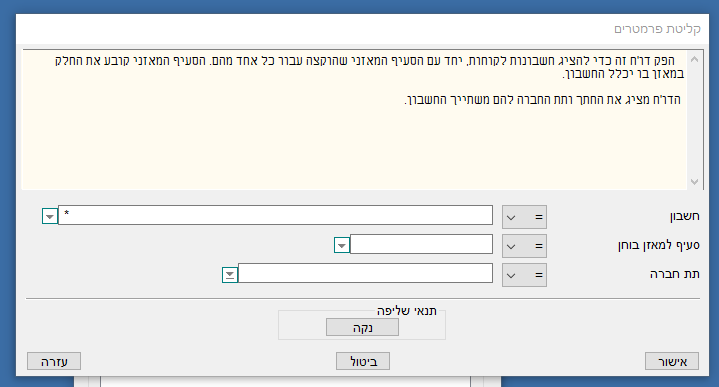 קליטת פרמטרים
הפק דו"ח זה כדי להציג חשבונות לקוחות, יחד עם הסעיף המאזני שהוקצה עבור כל אחד מהם. הסעיף המאזני קובע את החלק
במאזן בו יכלל החשבון.
הדו"ח מציג את החתך ותת החברה להם משתייך החשבון.
חשבון = *
סעיף למאזן בוחן =
תת חברה =
תנאי שליפה
נקה
אישור ביטול עזרה